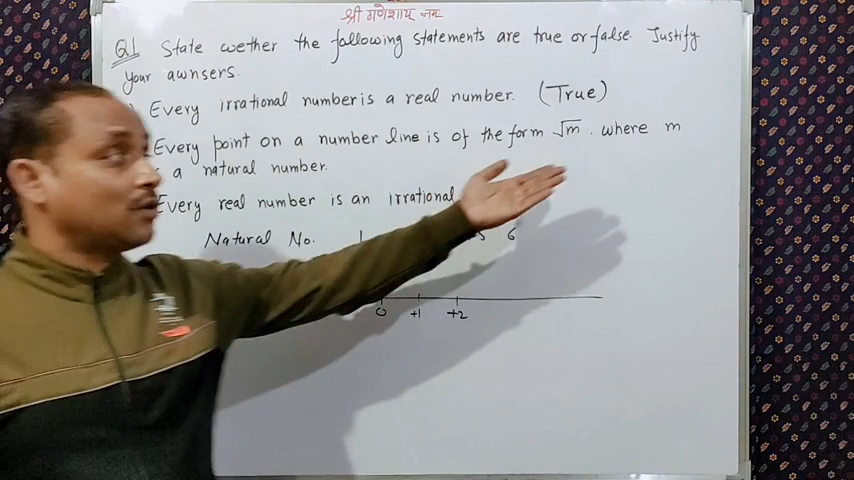 श्री गणेशाय नमः
Q1 State wether the following statements are true or false. Justify
your awnsers.
Every irrational number is a real number. (True)
Every point on a number line is of the form √m. where m
a natural number.
Every real number is an irrational
Natural No. 1 5 6
0 +1 +2